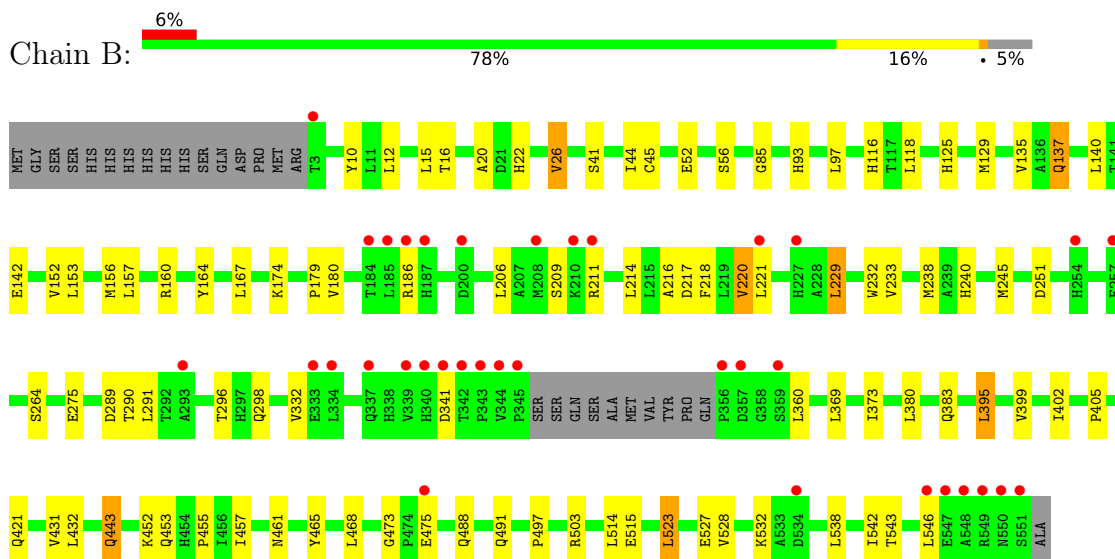 6%
Chain B:
78% 16% • 5%
MET GLY SER SER HIS HIS HIS HIS HIS HIS SER GLN ASP PRO MET ARG T3 Y10 L11 L12 L15 T16 A20 D21 H22 V26 S41 I44 C45 E52 S56 G85 H93 L97 H116 T117 L118 H125 M129 V135 A136 Q137 L140 T141
E142 V152 L153 M156 L157 R160 Y164 L167 K174 P179 V180 T184 L185 R186 H187 D200 L206 A207 M208 S209 K210 R211 L214 L215 A216 D217 F218 L219 V220 L221 H227 A228 L229 W232 V233 M238 A239 H240 M245 D251 H254 E257
S264 E275 D289 T290 L291 T292 A293 T296 H297 Q298 V332 E333 L334 Q337 H338 V339 H340 D341 T342 P343 V344 P345 SER SER GLN SER ALA MET VAL TYR PRO GLN P356 D357 G358 S359 L360 L369 I373 L380 Q383 L395 V399 I402 P405
Q421 V431 L432 Q443 K452 Q453 H454 P455 I456 I457 N461 Y465 L468 G473 P474 E475 Q488 Q491 P497 R503 L514 E515 L523 E527 V528 K532 A533 D534 L538 I542 T543 L546 E547 A548 R549 N550 S551 ALA